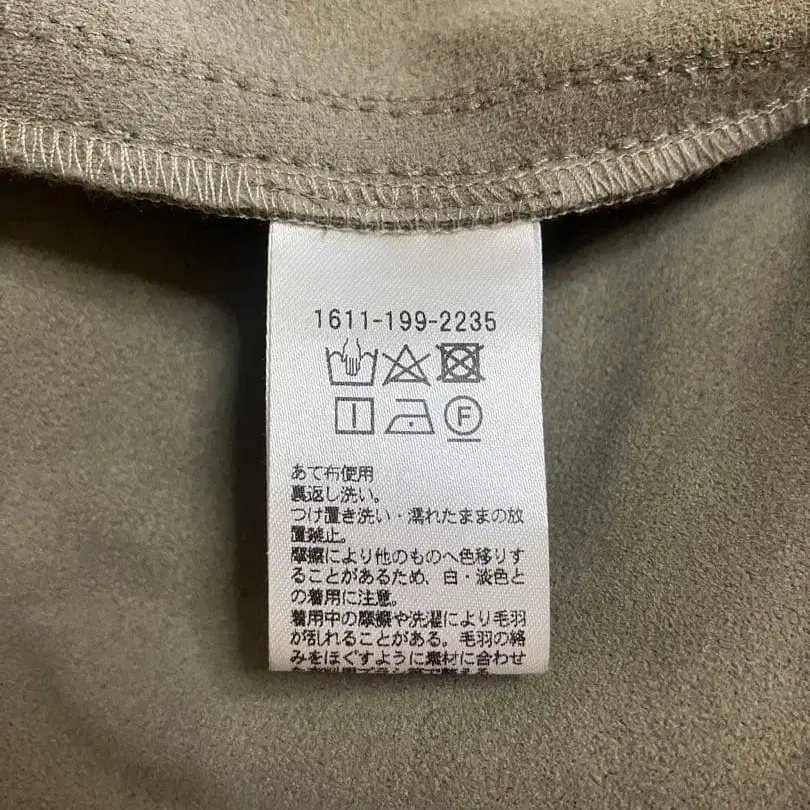 1611-199-2235
F
あて布使用
裏返し洗い。
つけ置き洗い・濡れたままの放
置禁止。
摩擦により他のものへ色移りす
ることがあるため、白・淡色と
の着用に注意。
着用中の摩擦や洗濯により毛羽
が乱れることがある。毛羽の絡
みをほぐすように素材に合わせ